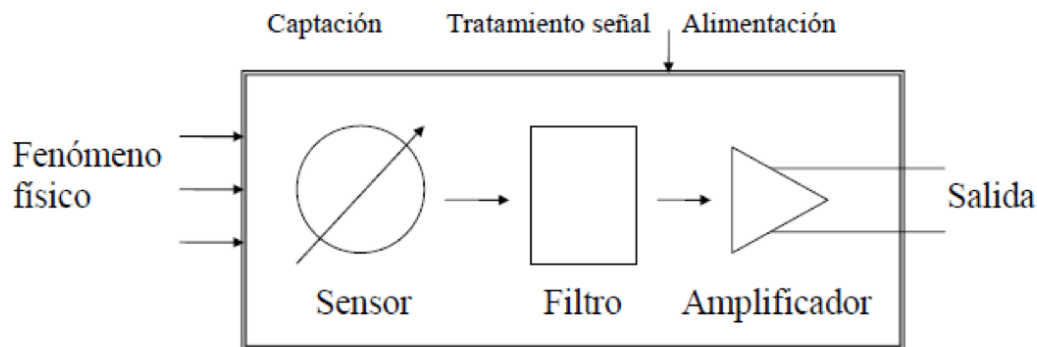 Captación Tratamiento señal Alimentación
Fenómeno
físico
Salida
Sensor Filtro Amplificador